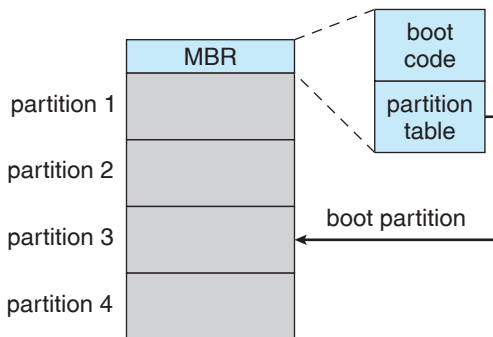 MBR
boot
code
partition
table
partition 1
partition 2
boot partition
partition 3
partition 4